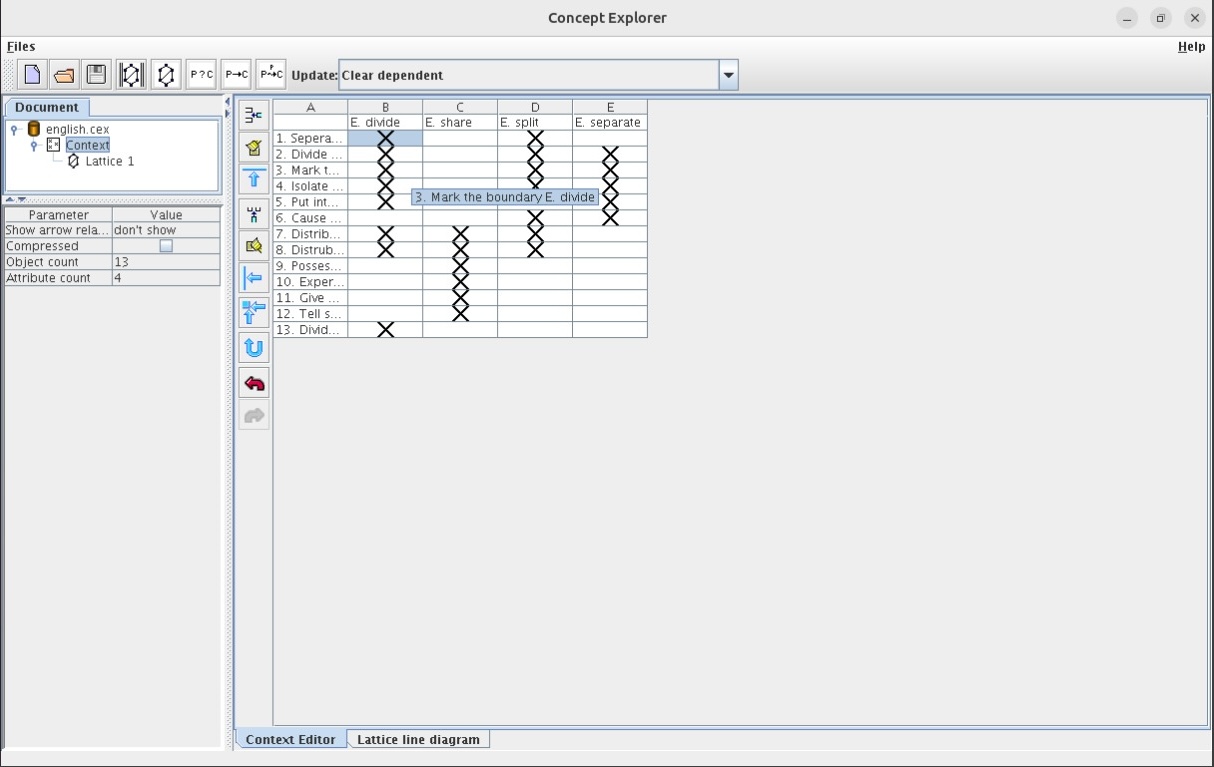 Concept Explorer
Files Help
P?C P→C Update: Clear dependent
Document
english.cex
Context
Lattice 1
Parameter Value
Show arrow rela... don't show
Compressed
Object count 13
Attribute count 4
A B C D E
E. divide E. share E. split E. separate
1. Sepera...
2. Divide ...
3. Mark t...
4. Isolate ...
3. Mark the boundary E. divide
5. Put int...
6. Cause ...
7. Distrib...
8. Distrub...
9. Posses...
10. Exper...
11. Give ...
12. Tell s...
13. Divid...
Context Editor Lattice line diagram